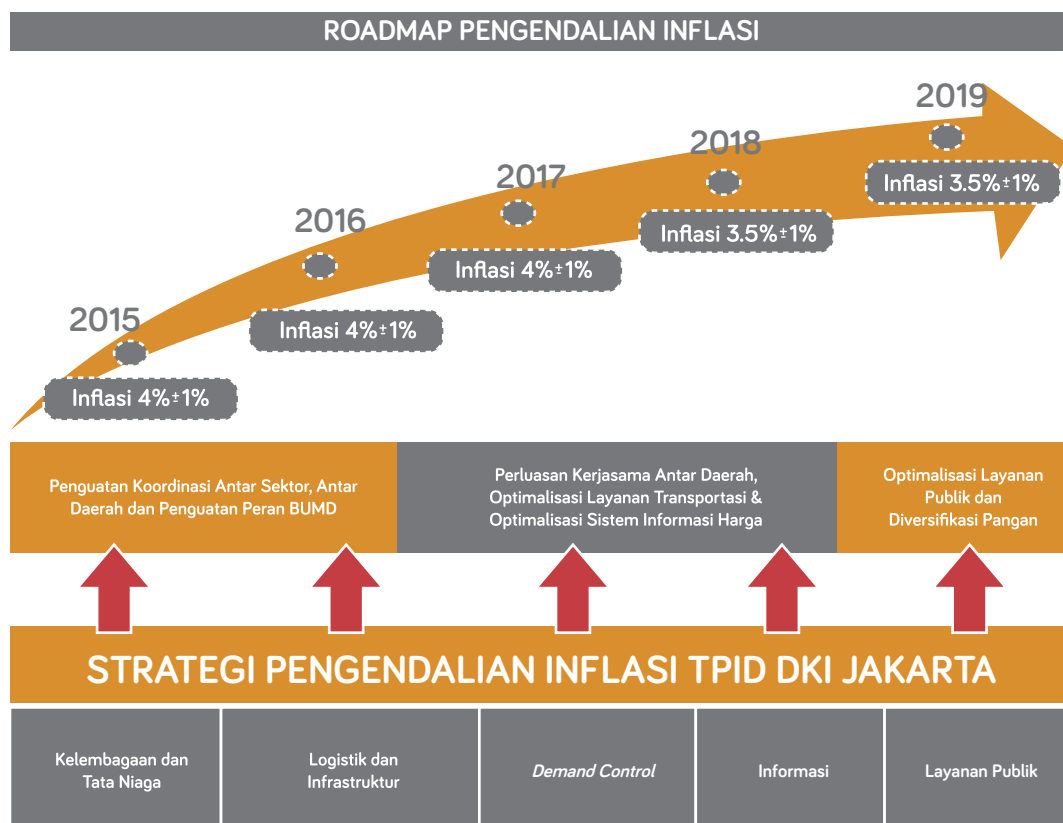 ROADMAP PENGENDALIAN INFLASI
2015
Inflasi 4%±1%
2016
Inflasi 4%±1%
2017
Inflasi 4%±1%
2018
Inflasi 3.5%±1%
2019
Inflasi 3.5%±1%
Penguatan Koordinasi Antar Sektor, Antar
Daerah dan Penguatan Peran BUMD
Perluasan Kerjasama Antar Daerah,
Optimalisasi Layanan Transportasi &
Optimalisasi Sistem Informasi Harga
Optimalisasi Layanan
Publik dan
Diversifikasi Pangan
STRATEGI PENGENDALIAN INFLASI TPID DKI JAKARTA
Kelembagaan dan
Tata Niaga
Logistik dan
Infrastruktur
Demand Control
Informasi
Layanan Publik